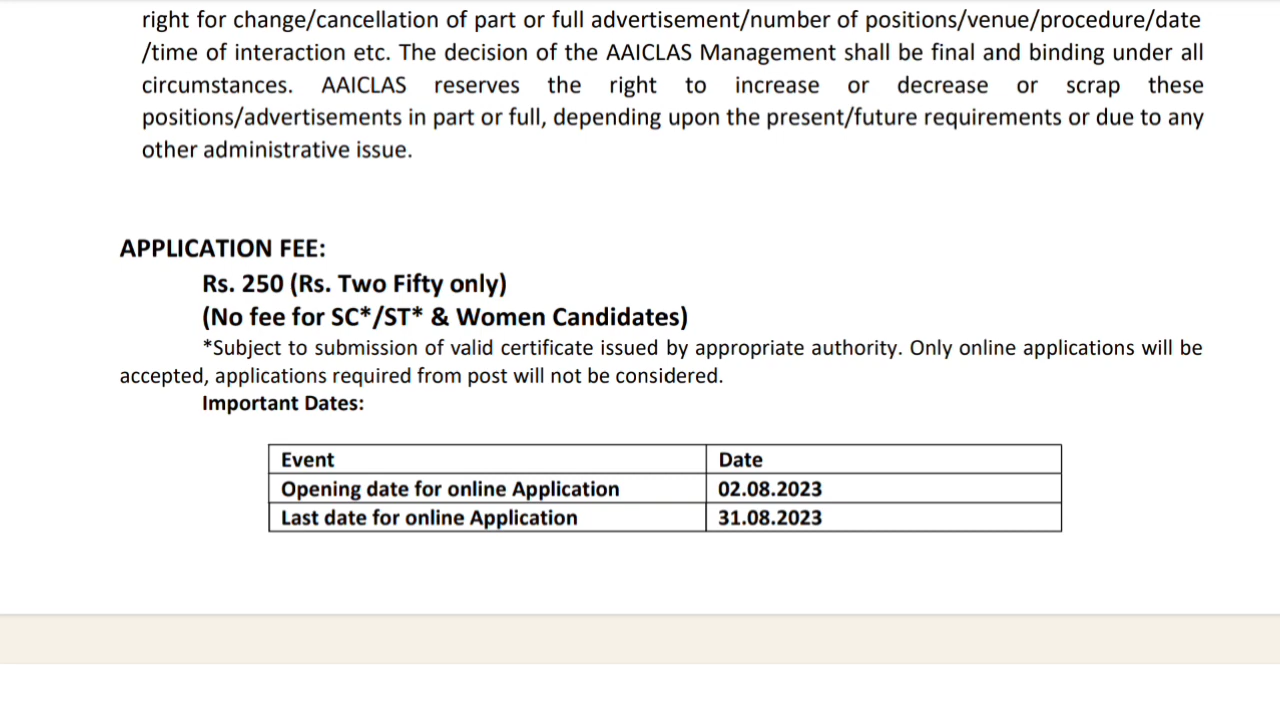 right for change/cancellation of part or full advertisement/number of positions/venue/procedure/date
/time of interaction etc. The decision of the AAICLAS Management shall be final and binding under all
circumstances. AAICLAS reserves the right to increase or decrease or scrap these
positions/advertisements in part or full, depending upon the present/future requirements or due to any
other administrative issue.
APPLICATION FEE:
Rs. 250 (Rs. Two Fifty only)
(No fee for SC*/ST* & Women Candidates)
*Subject to submission of valid certificate issued by appropriate authority. Only online applications will be
accepted, applications required from post will not be considered.
Important Dates:
Event Date
Opening date for online Application 02.08.2023
Last date for online Application 31.08.2023